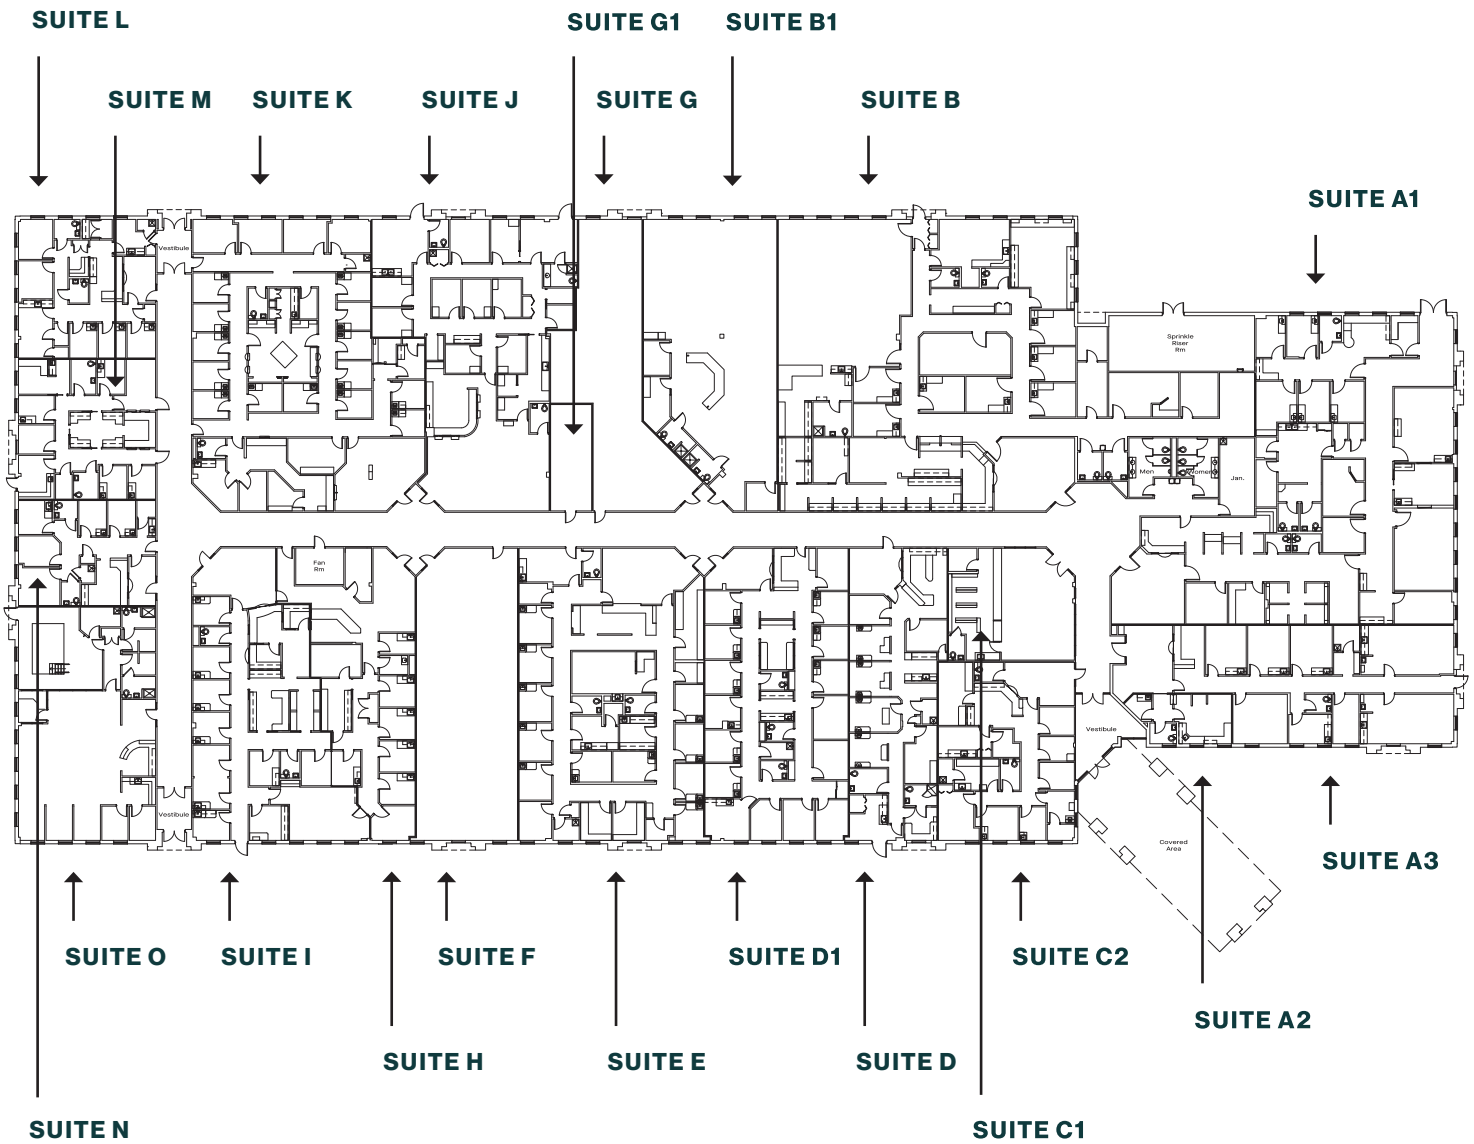 SUITE L
SUITE G1
SUITE B1
SUITE M
SUITE K
SUITE J
SUITE G
SUITE B
SUITE A1
Vestibule
Sprinkle
Riser
Rm
Men
Women
Jan.
Fan
Rm
Vestibule
Vestibule
Covered
Area
SUITE A3
SUITE O
SUITE I
SUITE F
SUITE D1
SUITE C2
SUITE A2
SUITE H
SUITE E
SUITE D
SUITE N
SUITE C1